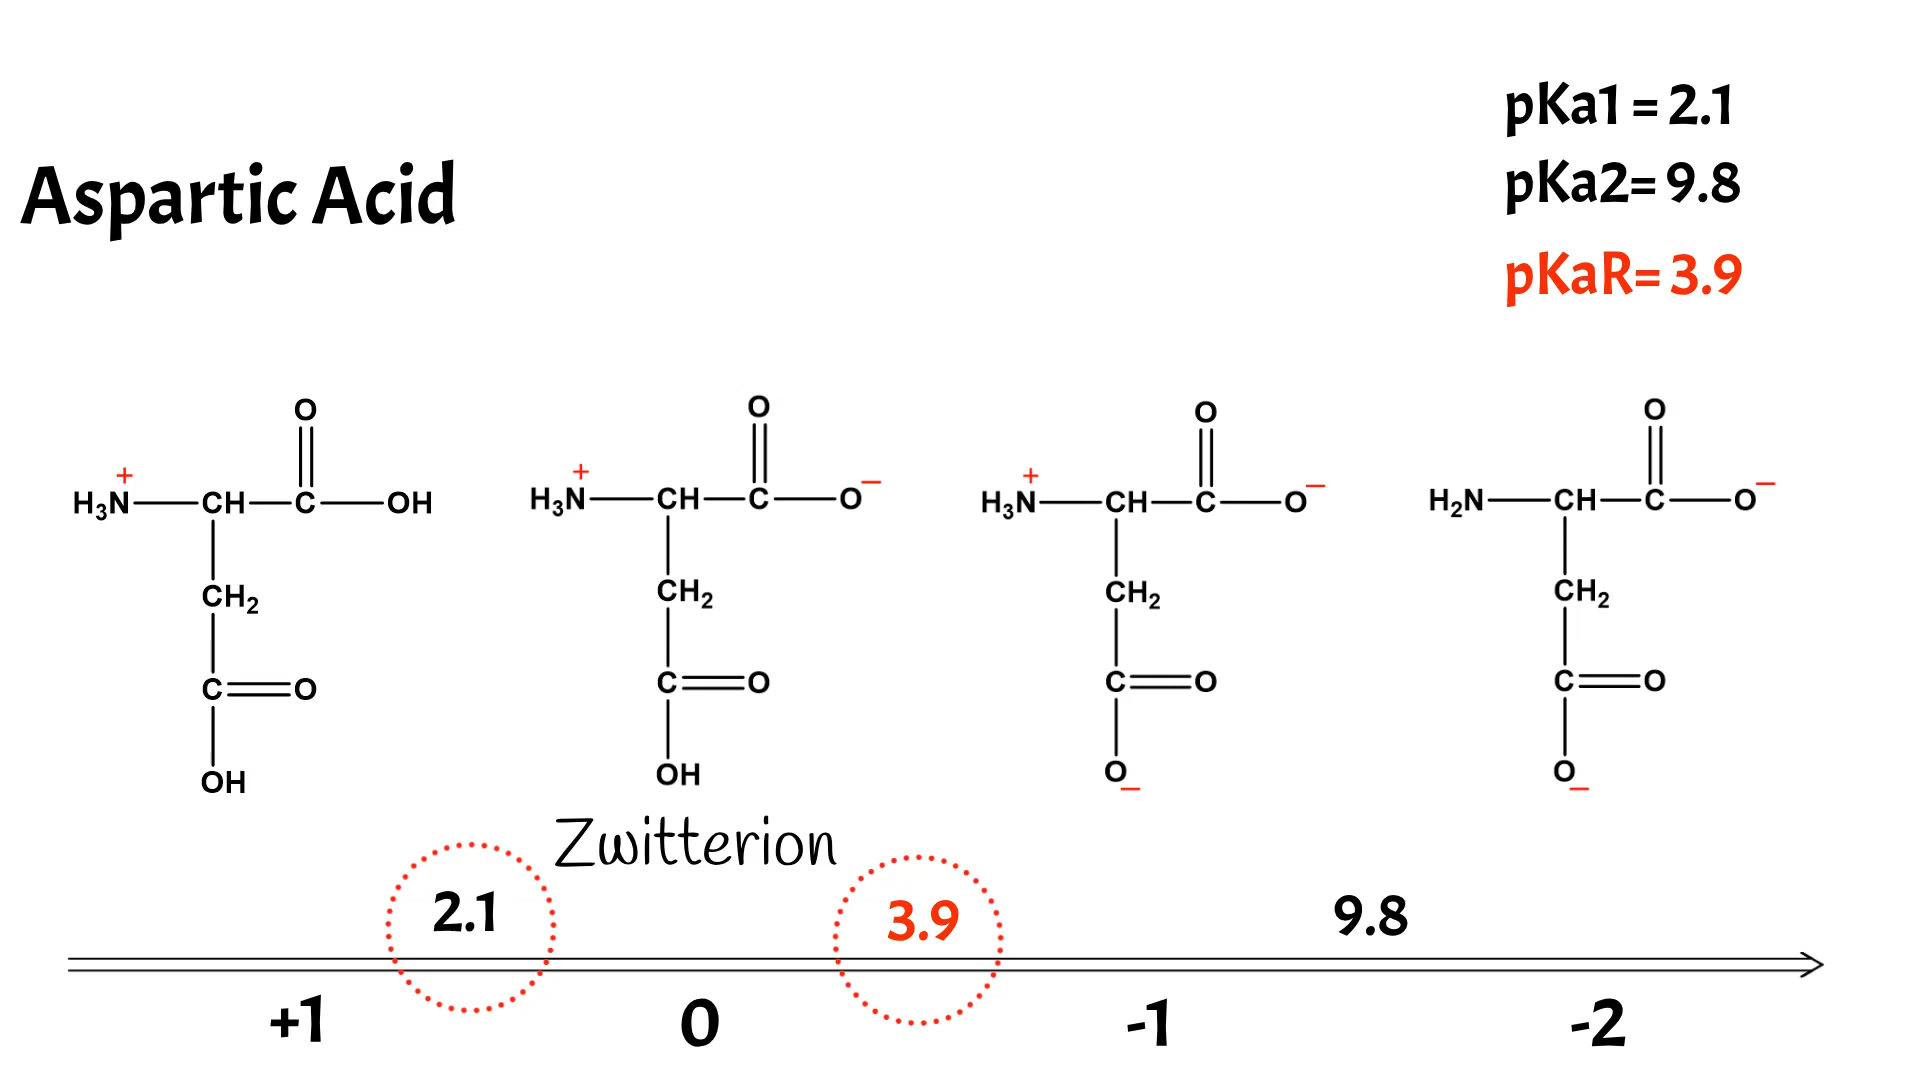 pKa1 = 2.1
Aspartic Acid
pKa2= 9.8
pKaR= 3.9
O O O O
+ + +
H₃N CH C OH H₃N CH C O⁻ H₃N CH C O⁻ H₂N CH C O⁻
CH₂ CH₂ CH₂ CH₂
C O C O C O C O
OH OH O⁻ O⁻
Zwitterion
2.1 3.9 9.8
+1 0 -1 -2